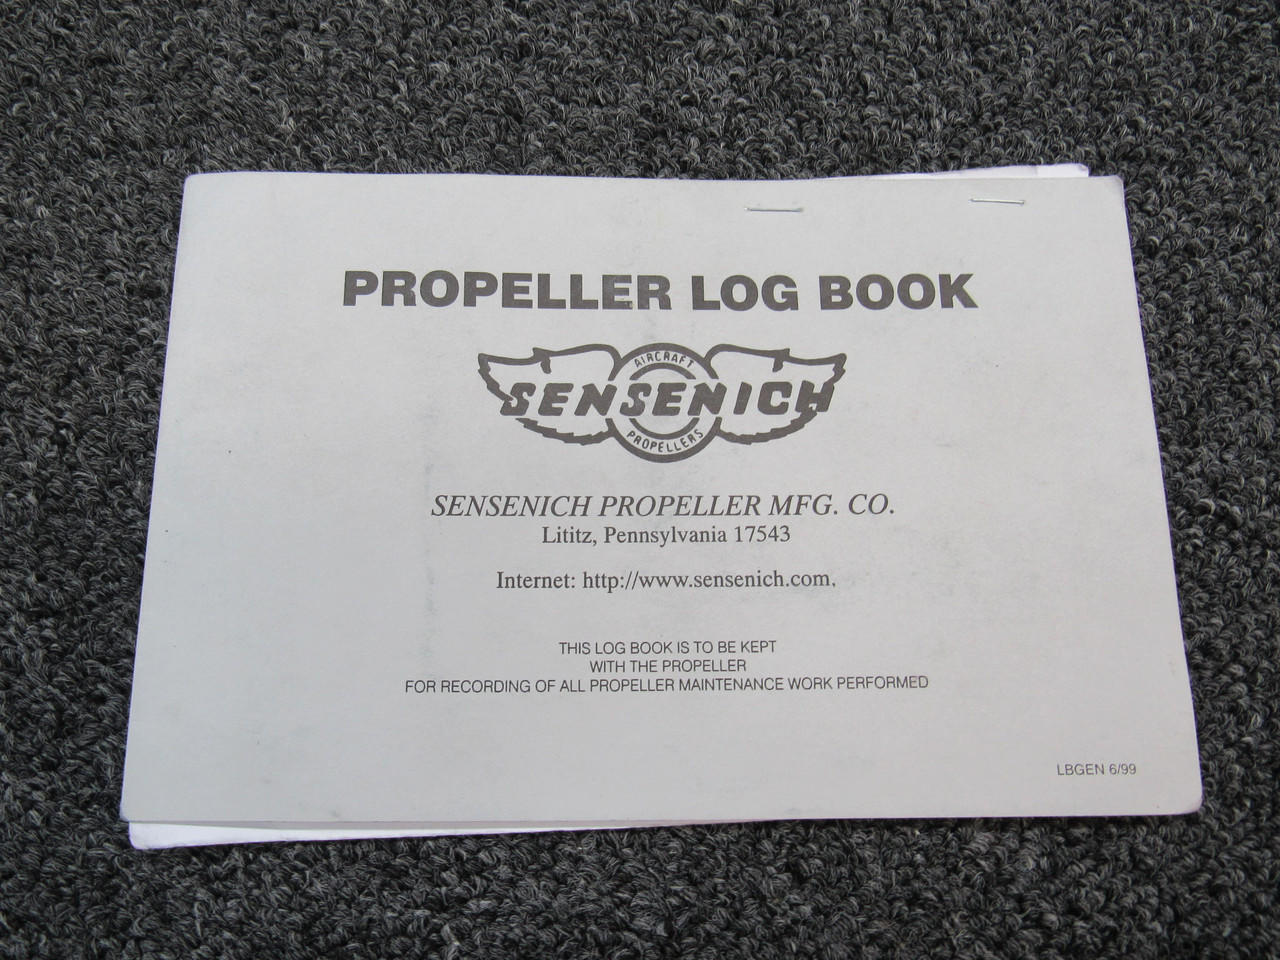 PROPELLER LOG BOOK
AIRCRAFT
SENSENICH
PROPELLERS
SENSENICH PROPELLER MFG. CO.
Lititz, Pennsylvania 17543
Internet: http://www.sensenich.com.
THIS LOG BOOK IS TO BE KEPT
WITH THE PROPELLER
FOR RECORDING OF ALL PROPELLER MAINTENANCE WORK PERFORMED
LBGEN 6/99